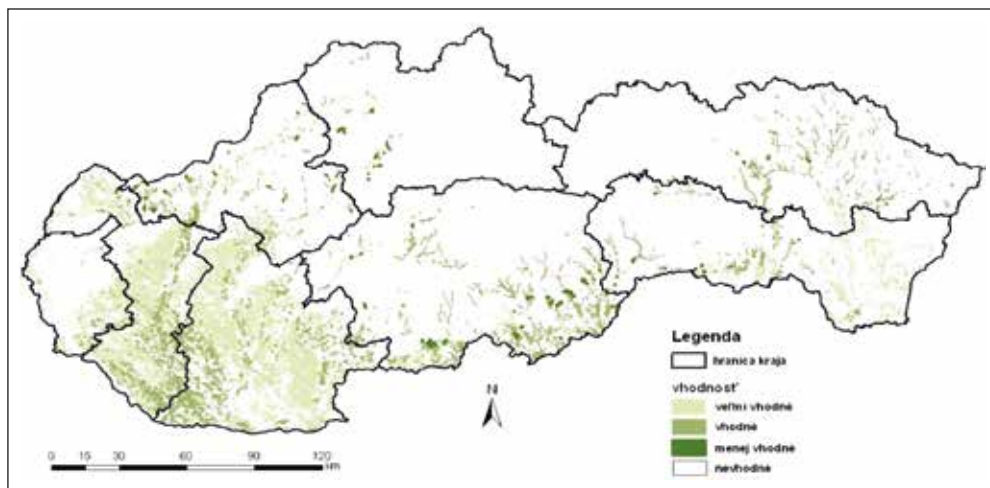 Legenda
hranica kraja
vhodnosť
veľmi vhodné
vhodné
menej vhodné
nevhodné
N
0 15 30 60 90 120
km